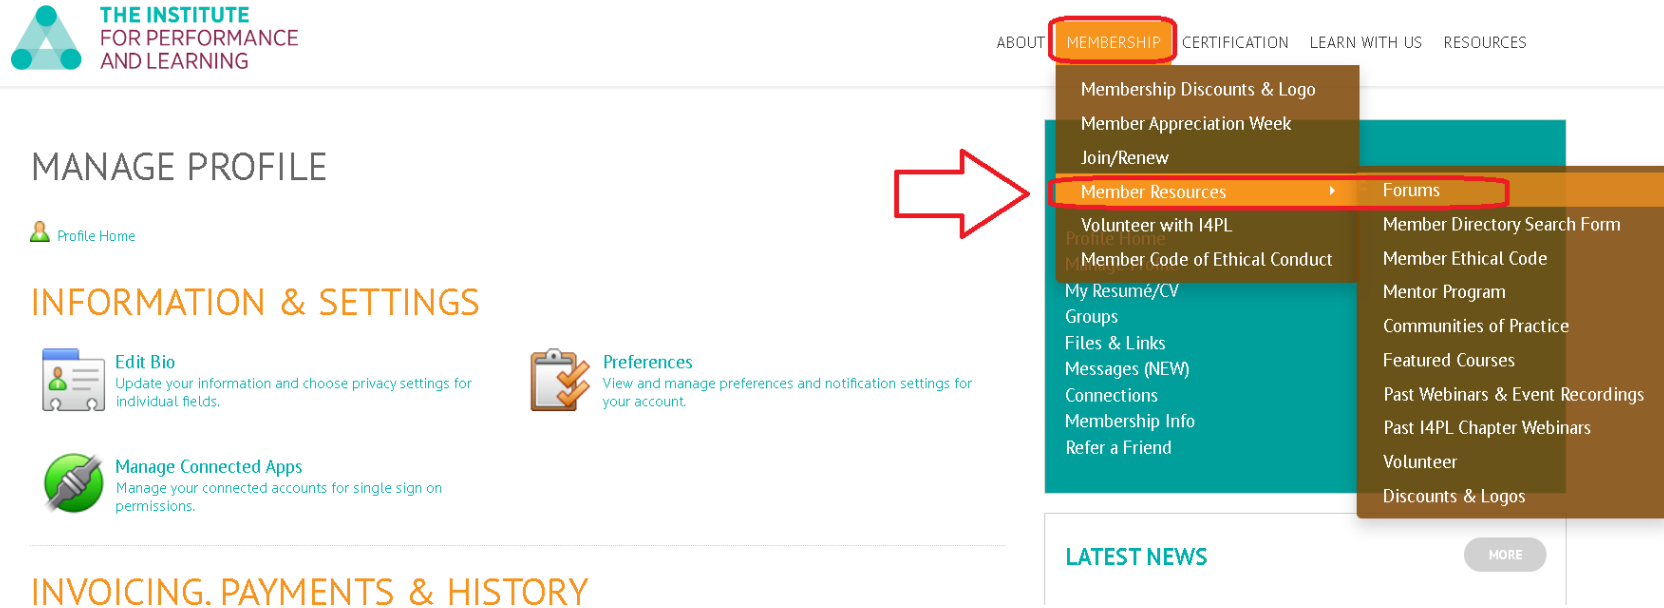 THE INSTITUTE
FOR PERFORMANCE
AND LEARNING
ABOUT
MEMBERSHIP
CERTIFICATION
LEARN WITH US
RESOURCES
Membership Discounts & Logo
Member Appreciation Week
Join/Renew
Member Resources
Volunteer with I4PL
Member Code of Ethical Conduct
Forums
Member Directory Search Form
Member Ethical Code
Mentor Program
Communities of Practice
Featured Courses
Past Webinars & Event Recordings
Past I4PL Chapter Webinars
Volunteer
Discounts & Logos
MANAGE PROFILE
Profile Home
INFORMATION & SETTINGS
Edit Bio
Update your information and choose privacy settings for
individual fields.
Preferences
View and manage preferences and notification settings for
your account.
Manage Connected Apps
Manage your connected accounts for single sign on
permissions.
INVOICING, PAYMENTS & HISTORY
Profile Home
Manage Profile
My Resumé/CV
Groups
Files & Links
Messages (NEW)
Connections
Membership Info
Refer a Friend
LATEST NEWS
MORE